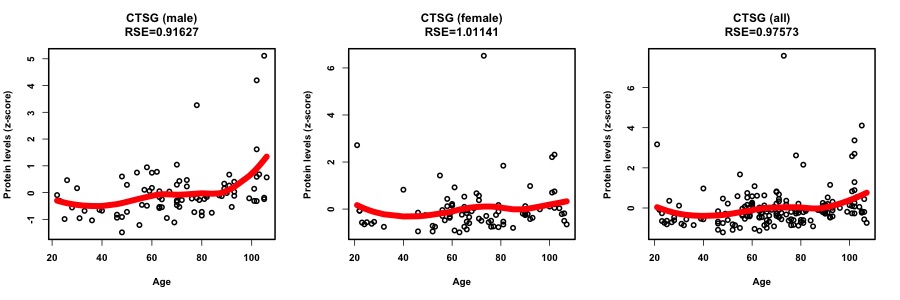 CTSG (male)
RSE=0.91627
Protein levels (z-score)
5
4
3
2
1
0
-1
20 40 60 80 100
Age
CTSG (female)
RSE=1.01141
Protein levels (z-score)
6
4
2
0
20 40 60 80 100
Age
CTSG (all)
RSE=0.97573
Protein levels (z-score)
6
4
2
0
20 40 60 80 100
Age